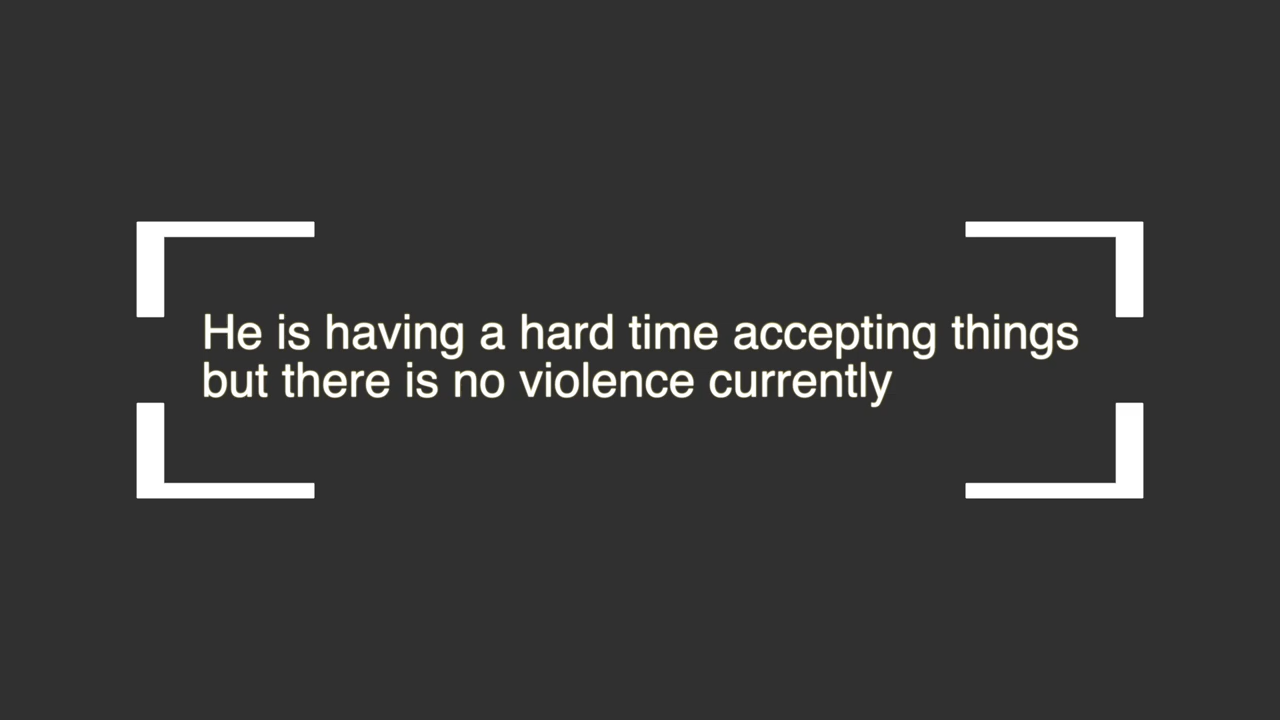 He is having a hard time accepting things
but there is no violence currently